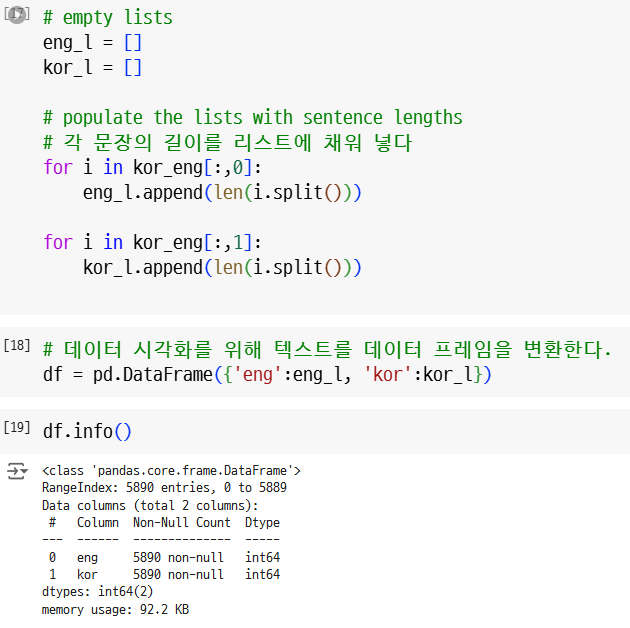 [17] # empty lists
eng_l = []
kor_l = []
# populate the lists with sentence lengths
# 각 문장의 길이를 리스트에 채워 넣다
for i in kor_eng[:,0]:
    eng_l.append(len(i.split()))
for i in kor_eng[:,1]:
    kor_l.append(len(i.split()))
[18] # 데이터 시각화를 위해 텍스트를 데이터 프레임을 변환한다.
df = pd.DataFrame({'eng':eng_l, 'kor':kor_l})
[19] df.info()
<class 'pandas.core.frame.DataFrame'>
RangeIndex: 5890 entries, 0 to 5889
Data columns (total 2 columns):
 #   Column  Non-Null Count  Dtype
---  ------  --------------  -----
 0   eng     5890 non-null   int64
 1   kor     5890 non-null   int64
dtypes: int64(2)
memory usage: 92.2 KB